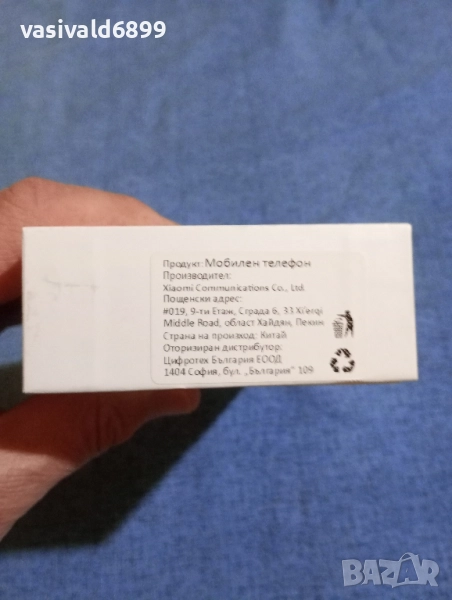 vasivald6899
Продукт: Мобилен телефон
Производител:
Xiaomi Communications Co., Ltd.
Пощенски адрес:
#019, 9-ти Етаж, Сграда 6, 33 Xi'erqi
Middle Road, област Хайдян, Пекин
Страна на произход: Китай
Оторизиран дистрибутор:
Цифротех България ЕООД
1404 София, бул. „България" 109
BAZAR